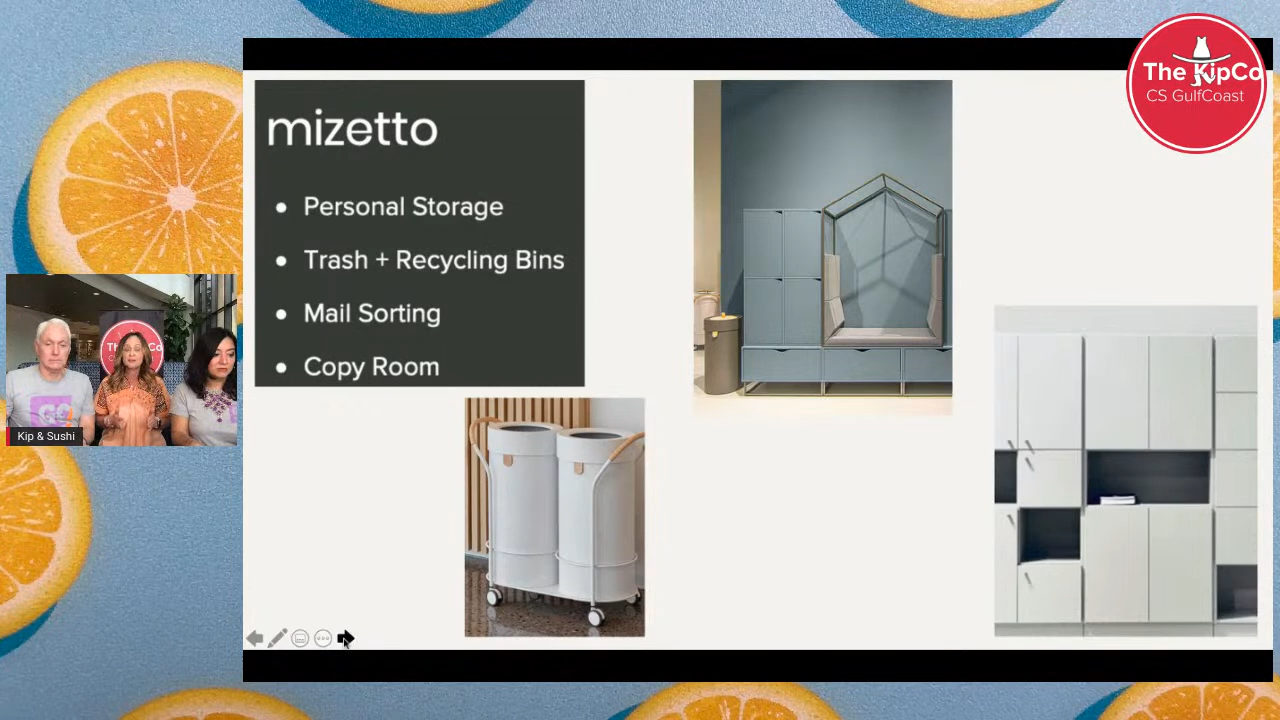 mizetto
• Personal Storage
• Trash + Recycling Bins
• Mail Sorting
• Copy Room
The KipCo
CS GulfCoast
Kip & Sushi